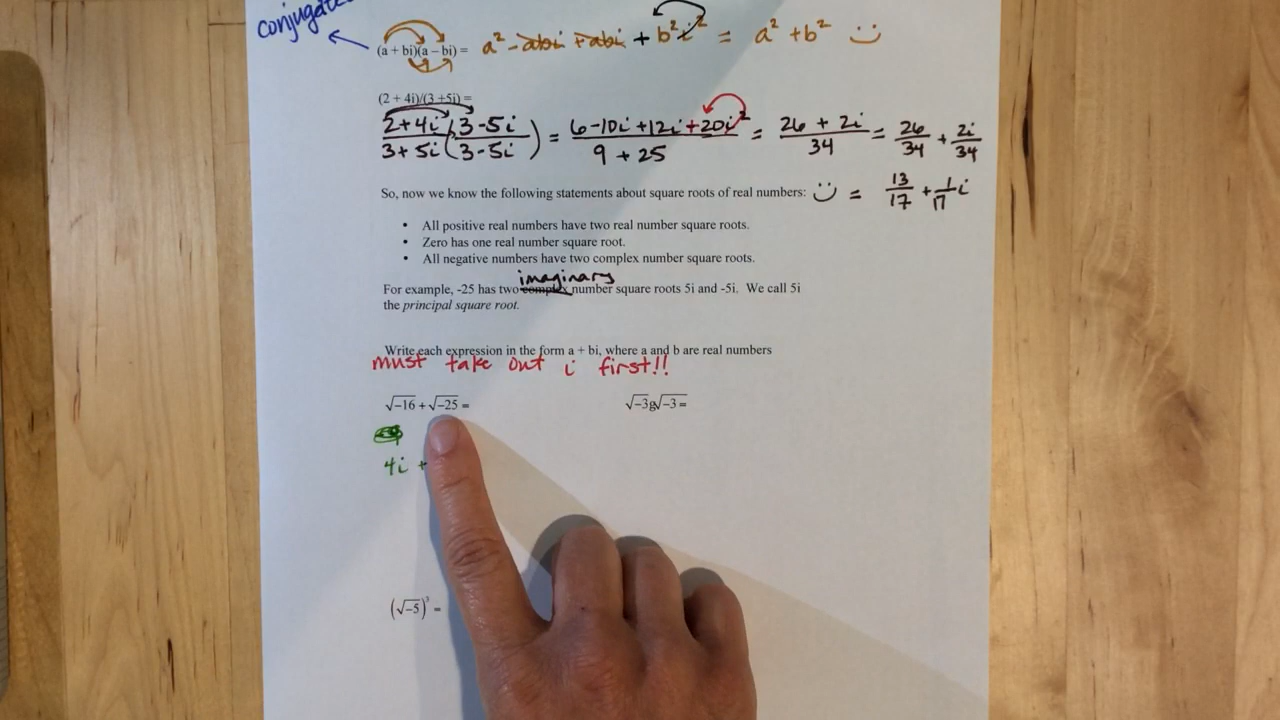 conjugate
(a + bi)(a – bi) = a² - abi + abi + b²i² = a² + b²
(2 + 4i)/(3 +5i) =
2+4i/3+5i (3-5i/3-5i) = 6-10i+12i+20i²/9+25 = 26+2i/34 = 26/34 + 2i/34
So, now we know the following statements about square roots of real numbers: = 13/17 + 1/17 i
• All positive real numbers have two real number square roots.
• Zero has one real number square root.
• All negative numbers have two complex number square roots.
imaginary
For example, -25 has two complex number square roots 5i and -5i. We call 5i
the principal square root.
Write each expression in the form a + bi, where a and b are real numbers
must take out i first!!
√-16 + √-25 = √-3g√-3 =
4i +
(√-5)³ =